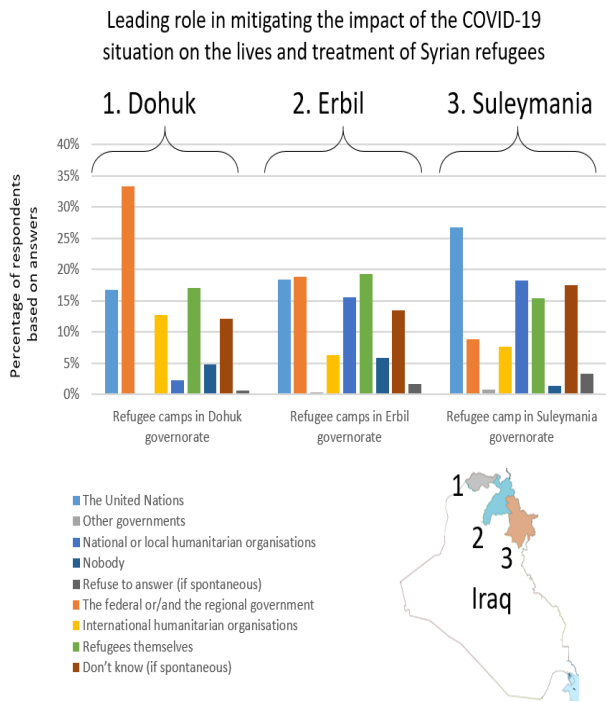 Leading role in mitigating the impact of the COVID-19
situation on the lives and treatment of Syrian refugees
1. Dohuk
2. Erbil
3. Suleymania
Percentage of respondents
based on answers
40%
35%
30%
25%
20%
15%
10%
5%
0%
Refugee camps in Dohuk
governorate
Refugee camps in Erbil
governorate
Refugee camp in Suleymania
governorate
The United Nations
Other governments
National or local humanitarian organisations
Nobody
Refuse to answer (if spontaneous)
The federal or/and the regional government
International humanitarian organisations
Refugees themselves
Don't know (if spontaneous)
1
2
3
Iraq